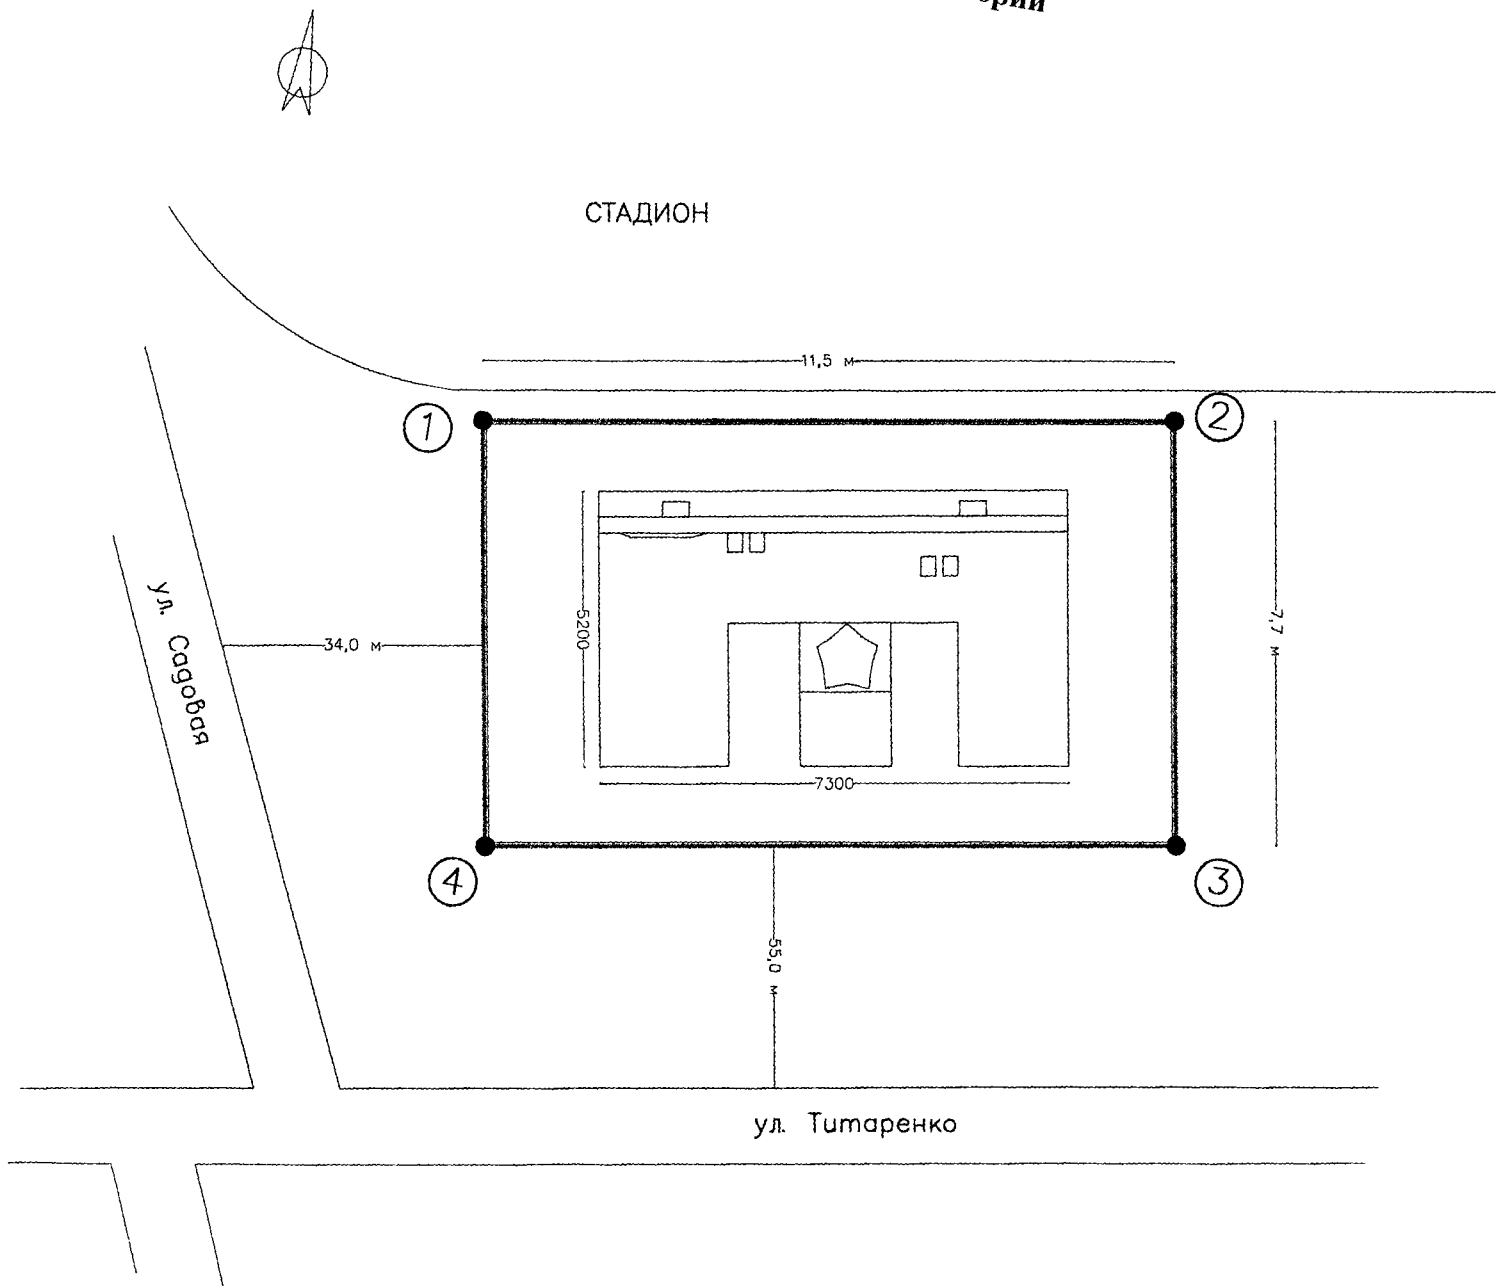 СТАДИОН
11,5 м
1
2
7,7 м
5200
ул. Садовая
34,0 м
7300
4
3
55,0 м
ул. Титаренко